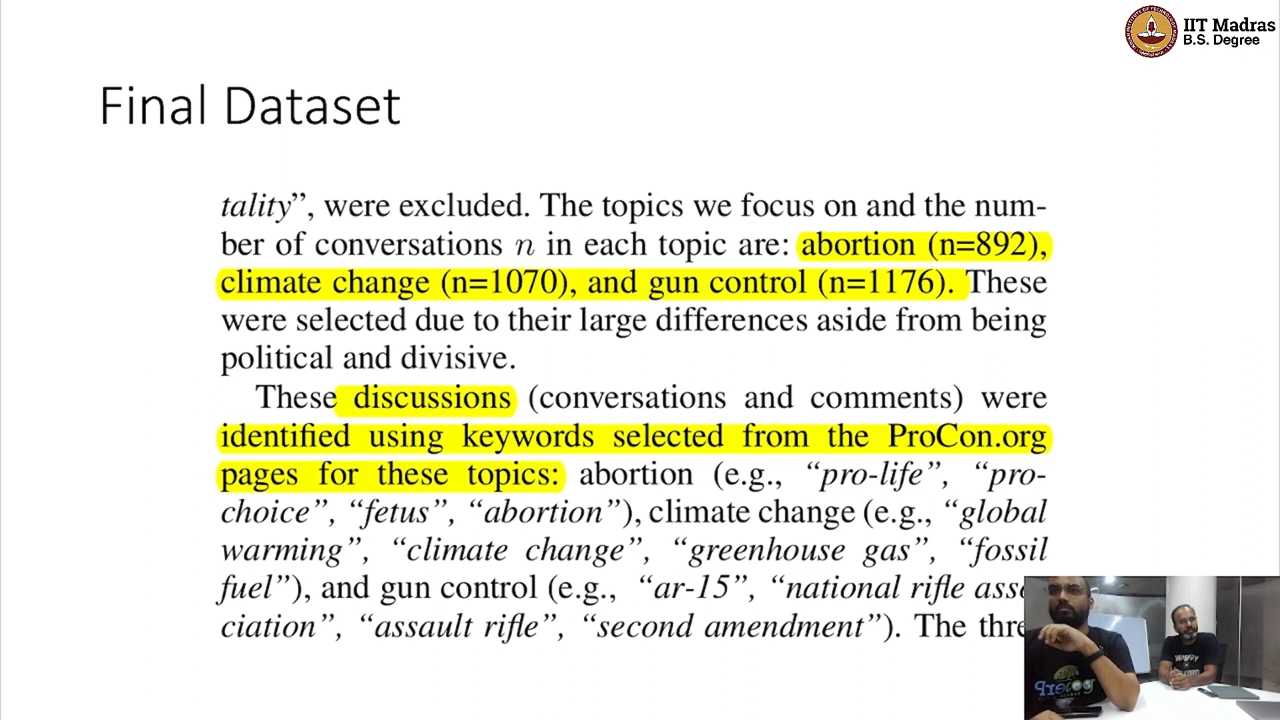 IIT Madras
B.S. Degree
Final Dataset
tality”, were excluded. The topics we focus on and the num-
ber of conversations n in each topic are: abortion (n=892),
climate change (n=1070), and gun control (n=1176). These
were selected due to their large differences aside from being
political and divisive.
These discussions (conversations and comments) were
identified using keywords selected from the ProCon.org
pages for these topics: abortion (e.g., “pro-life”, “pro-
choice”, “fetus”, “abortion”), climate change (e.g., “global
warming”, “climate change”, “greenhouse gas”, “fossil
fuel”), and gun control (e.g., “ar-15”, “national rifle asso
ciation”, “assault rifle”, “second amendment”). The thre